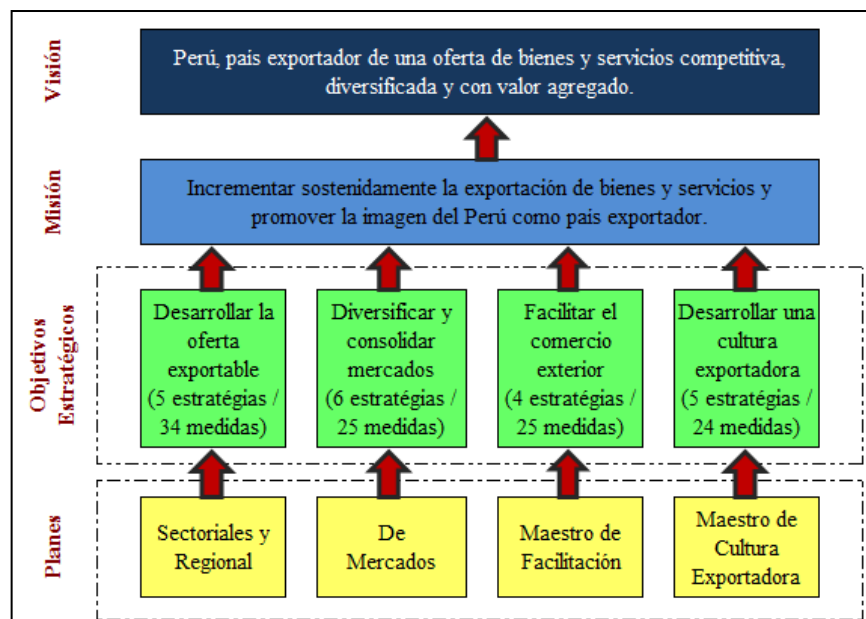 Visión
Perú, país exportador de una oferta de bienes y servicios competitiva,
diversificada y con valor agregado.
Misión
Incrementar sostenidamente la exportación de bienes y servicios y
promover la imagen del Perú como país exportador.
Objetivos
Estratégicos
Desarrollar la
oferta
exportable
(5 estratégias /
34 medidas)
Diversificar y
consolidar
mercados
(6 estratégias /
25 medidas)
Facilitar el
comercio
exterior
(4 estratégias /
25 medidas)
Desarrollar una
cultura
exportadora
(5 estratégias /
24 medidas)
Planes
Sectoriales y
Regional
De
Mercados
Maestro de
Facilitación
Maestro de
Cultura
Exportadora